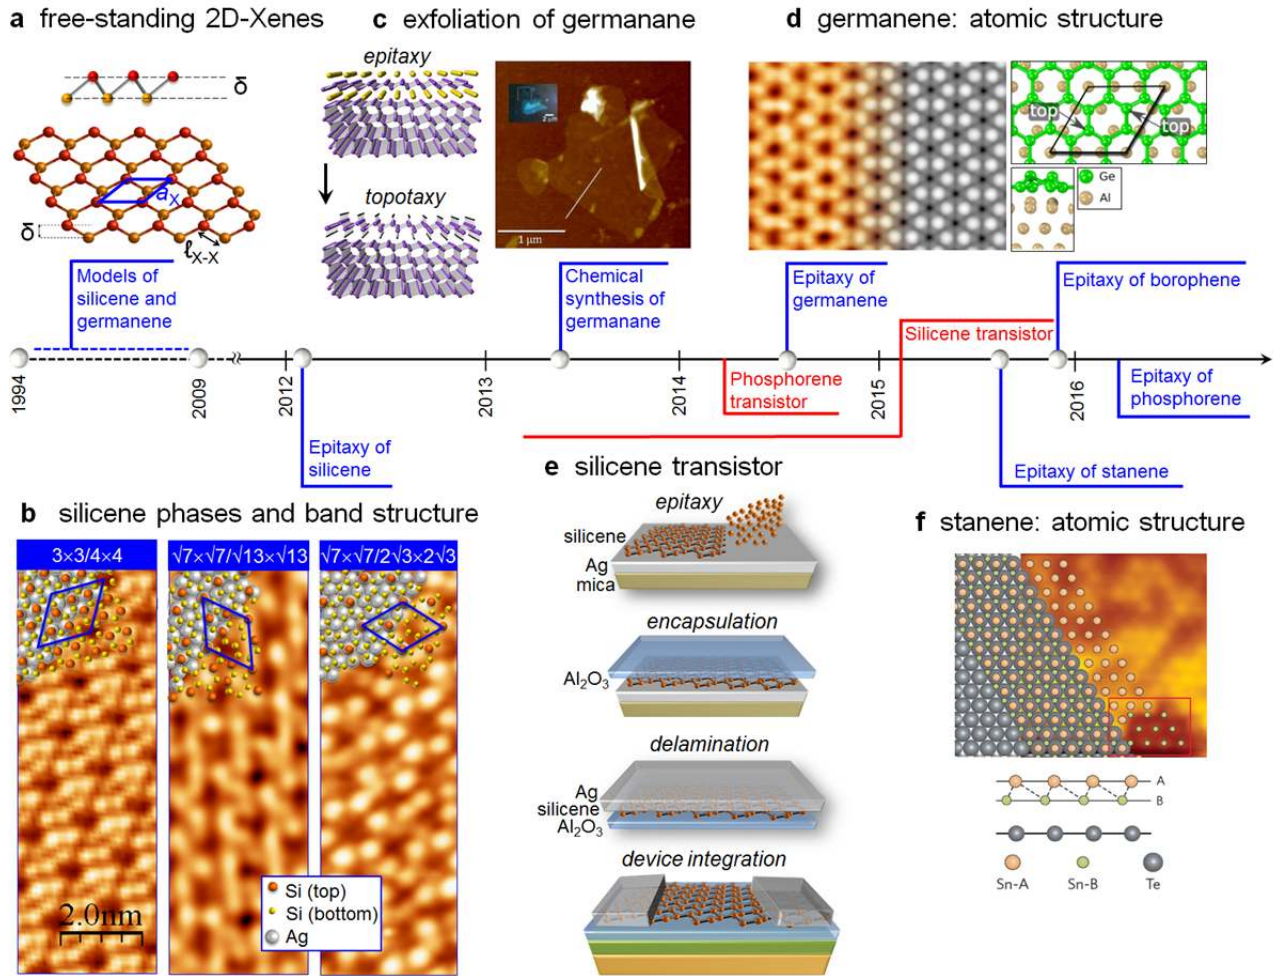 a free-standing 2D-Xenes
δ
a_X
δ
ℓ_X-X
c exfoliation of germanane
epitaxy
topotaxy
1 μm
d germanene: atomic structure
top
top
Ge
Al
Models of
silicene and
germanene
Chemical
synthesis of
germanane
Epitaxy of
germanene
Silicene transistor
Epitaxy of borophene
1994
2009
2012
2013
2014
2015
2016
Epitaxy of
silicene
Phosphorene
transistor
Epitaxy of stanene
Epitaxy of
phosphorene
b silicene phases and band structure
3×3/4×4
√7×√7/√13×√13
√7×√7/2√3×2√3
2.0nm
Si (top)
Si (bottom)
Ag
e silicene transistor
epitaxy
silicene
Ag
mica
encapsulation
Al₂O₃
delamination
Ag
silicene
Al₂O₃
device integration
f stanene: atomic structure
A
B
Sn-A
Sn-B
Te